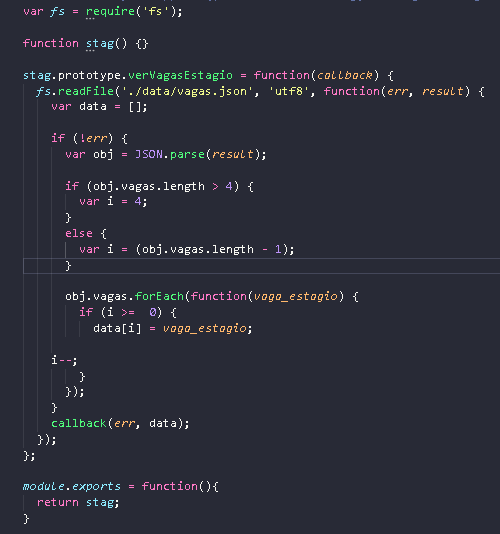 var fs = require('fs');
function stag() {}
stag.prototype.verVagasEstagio = function(callback) {
fs.readFile('./data/vagas.json', 'utf8', function(err, result) {
var data = [];
if (!err) {
var obj = JSON.parse(result);
if (obj.vagas.length > 4) {
var i = 4;
}
else {
var i = (obj.vagas.length - 1);
}
obj.vagas.forEach(function(vaga_estagio) {
if (i >=  0) {
data[i] = vaga_estagio;
i--;
}
});
}
callback(err, data);
});
};
module.exports = function(){
return stag;
}